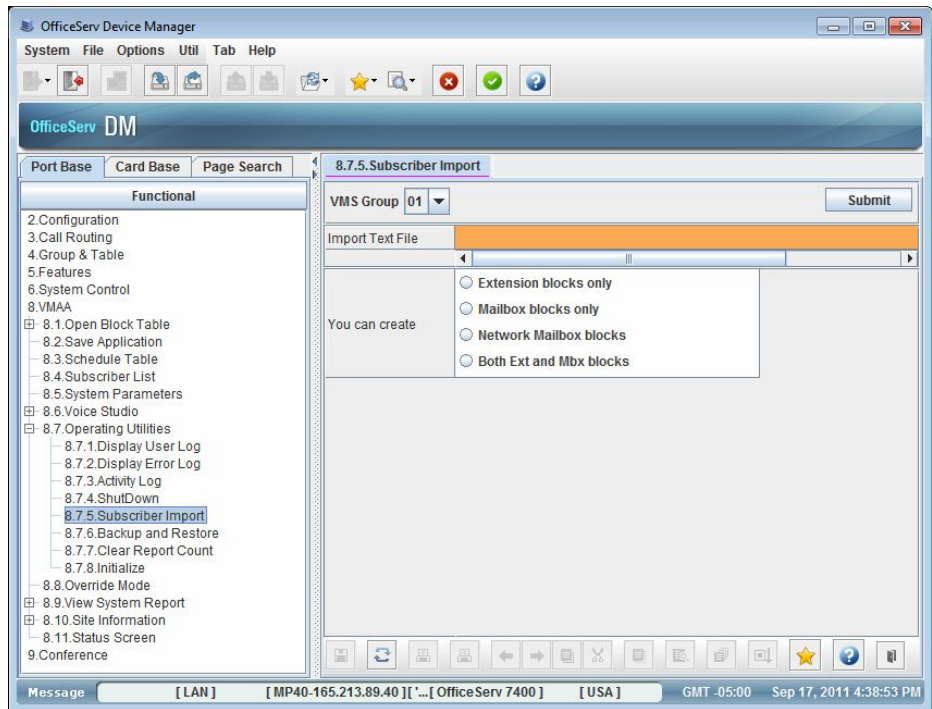 OfficeServ Device Manager
System File Options Util Tab Help
OfficeServ DM
Port Base Card Base Page Search
Functional
2.Configuration
3.Call Routing
4.Group & Table
5.Features
6.System Control
8.VMAA
8.1.Open Block Table
8.2.Save Application
8.3.Schedule Table
8.4.Subscriber List
8.5.System Parameters
8.6.Voice Studio
8.7.Operating Utilities
8.7.1.Display User Log
8.7.2.Display Error Log
8.7.3.Activity Log
8.7.4.ShutDown
8.7.5.Subscriber Import
8.7.6.Backup and Restore
8.7.7.Clear Report Count
8.7.8.Initialize
8.8.Override Mode
8.9.View System Report
8.10.Site Information
8.11.Status Screen
9.Conference
8.7.5.Subscriber Import
VMS Group 01 Submit
Import Text File
You can create
Extension blocks only
Mailbox blocks only
Network Mailbox blocks
Both Ext and Mbx blocks
Message [ LAN ] [ MP40-165.213.89.40 ][ '...[ OfficeServ 7400 ] [ USA ] GMT -05:00 Sep 17, 2011 4:38:53 PM